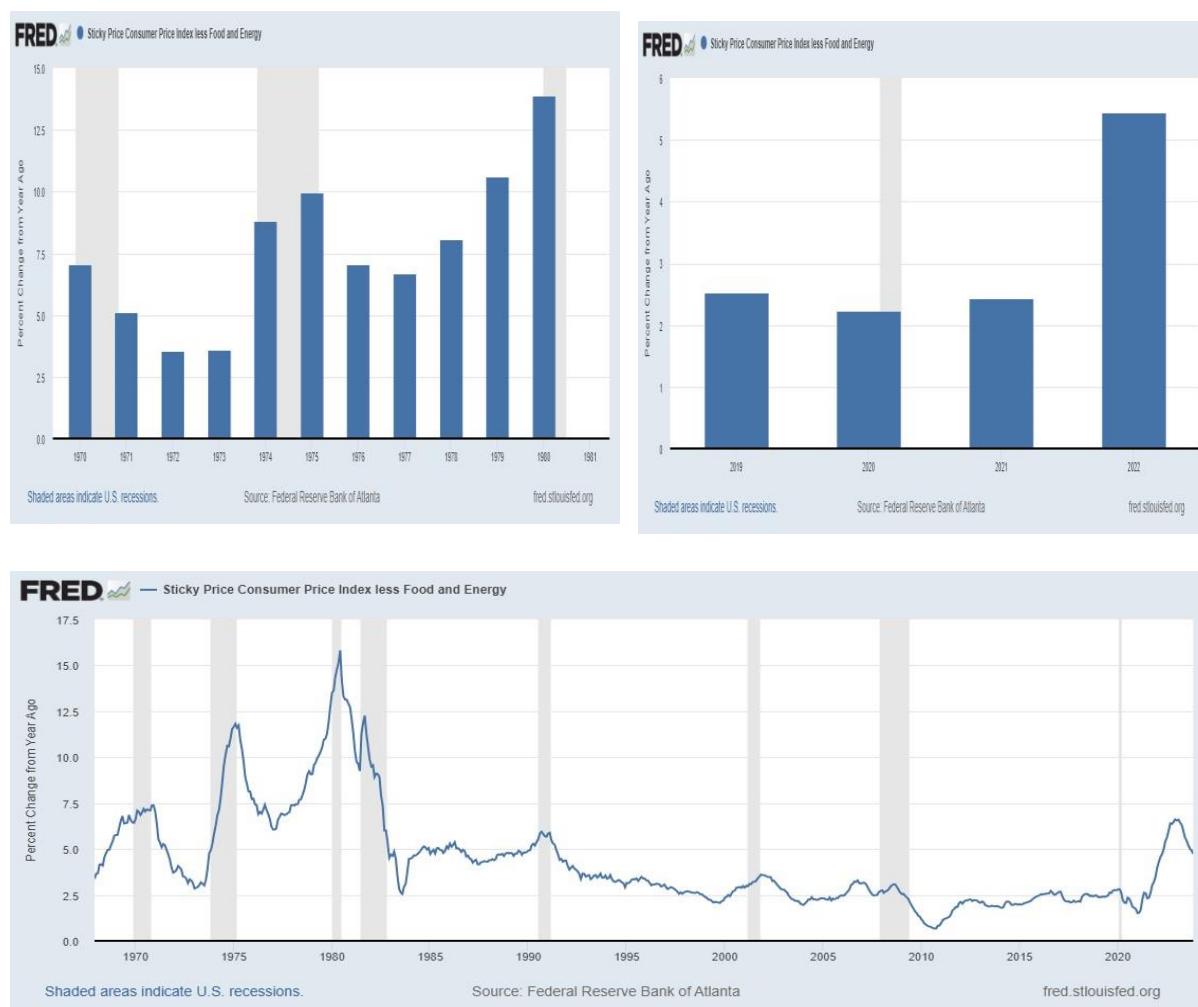 FRED Sticky Price Consumer Price Index less Food and Energy
15.0
12.5
10.0
7.5
5.0
2.5
0.0
Percent Change from Year Ago
1970 1971 1972 1973 1974 1975 1976 1977 1978 1979 1980 1981
Shaded areas indicate U.S. recessions. Source: Federal Reserve Bank of Atlanta fred.stlouisfed.org
FRED Sticky Price Consumer Price Index less Food and Energy
6
5
4
3
2
1
0
Percent Change from Year Ago
2019 2020 2021 2022
Shaded areas indicate U.S. recessions. Source: Federal Reserve Bank of Atlanta fred.stlouisfed.org
FRED — Sticky Price Consumer Price Index less Food and Energy
17.5
15.0
12.5
10.0
7.5
5.0
2.5
0.0
Percent Change from Year Ago
1970 1975 1980 1985 1990 1995 2000 2005 2010 2015 2020
Shaded areas indicate U.S. recessions. Source: Federal Reserve Bank of Atlanta fred.stlouisfed.org